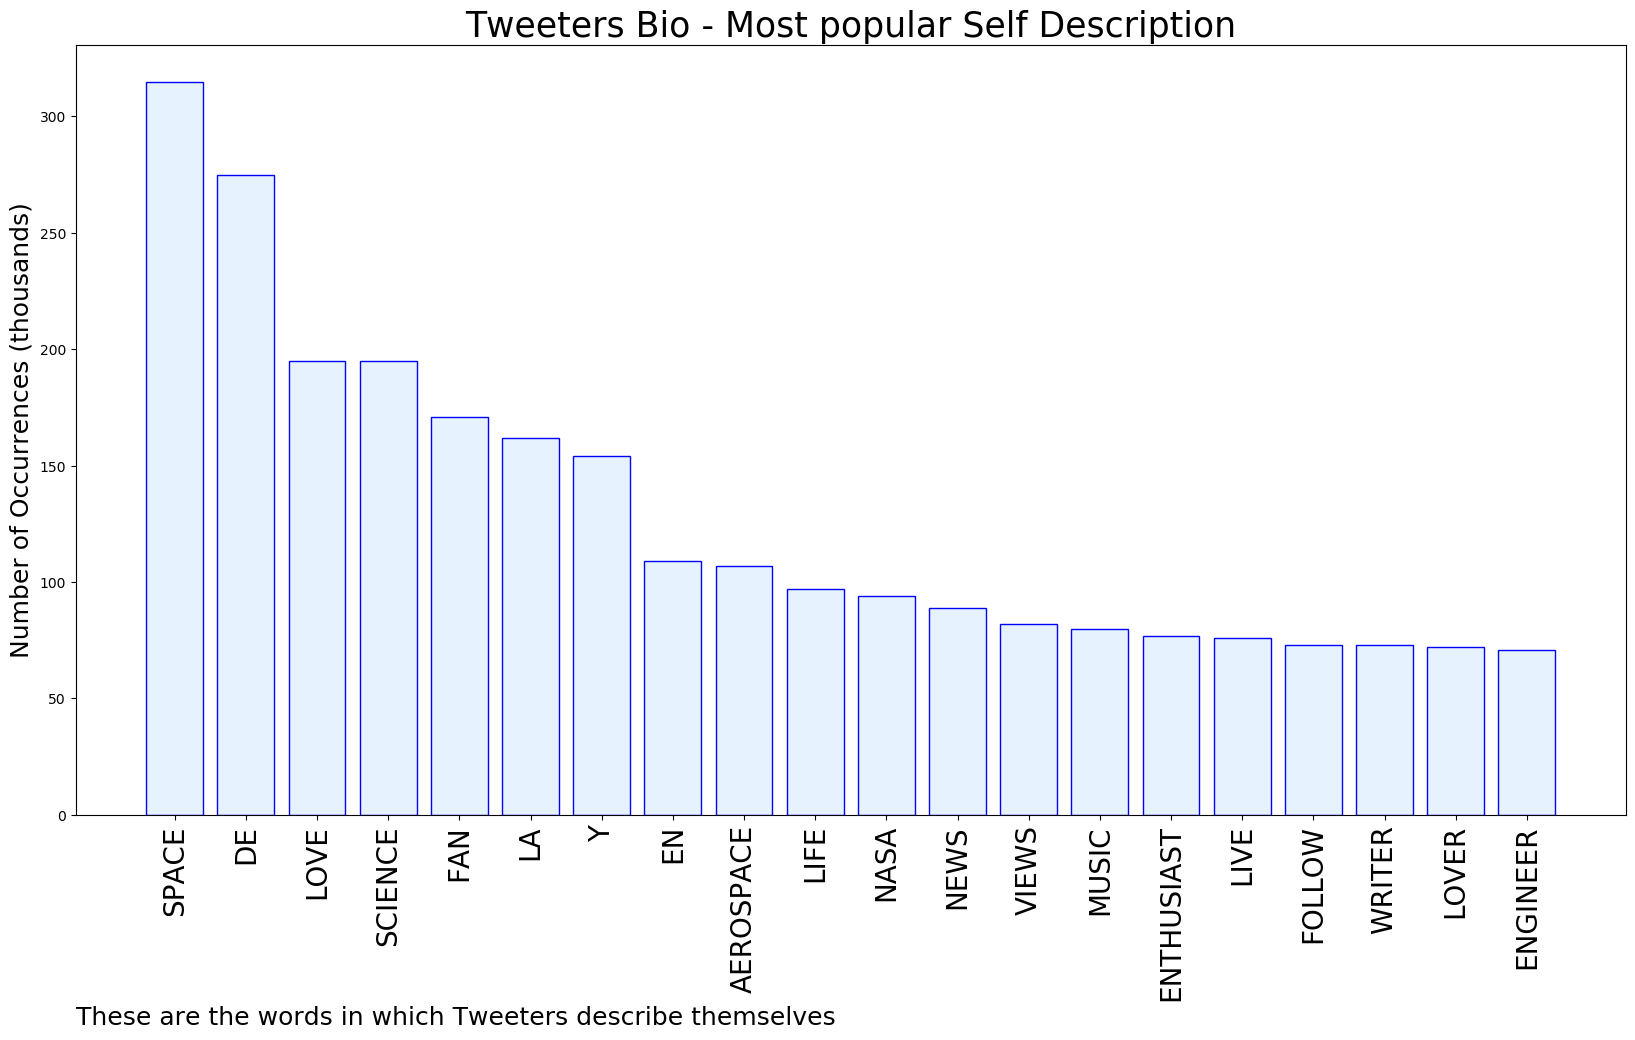 Tweeters Bio - Most popular Self Description
Number of Occurrences (thousands)
300
250
200
150
100
50
0
SPACE
DE
LOVE
SCIENCE
FAN
LA
Y
EN
AEROSPACE
LIFE
NASA
NEWS
VIEWS
MUSIC
ENTHUSIAST
LIVE
FOLLOW
WRITER
LOVER
ENGINEER
These are the words in which Tweeters describe themselves